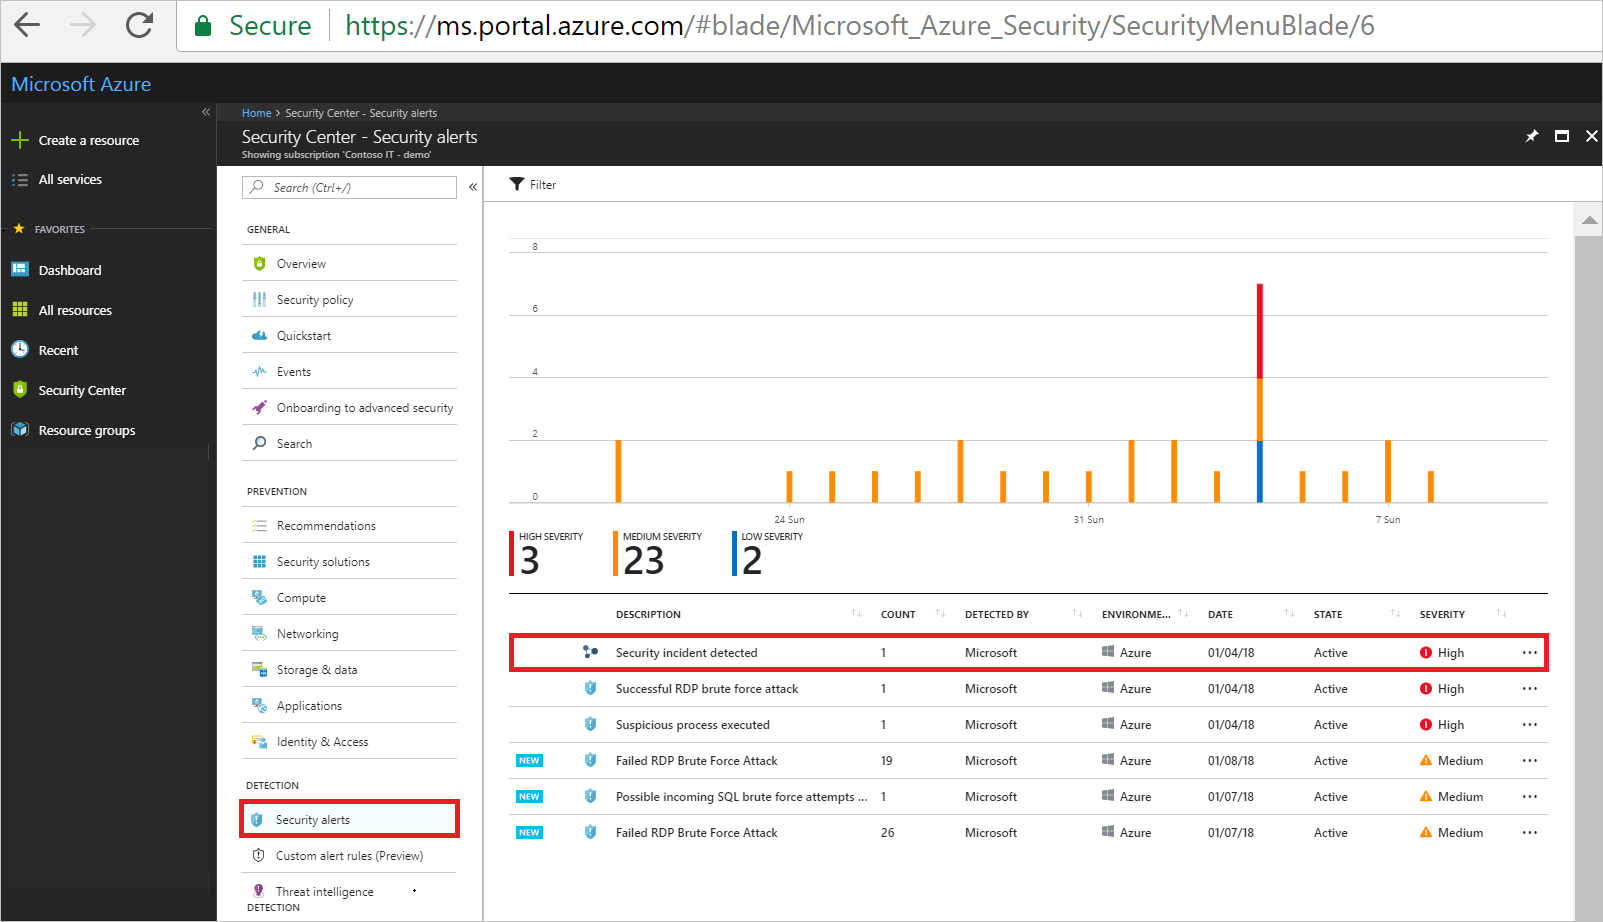 Secure https://ms.portal.azure.com/#blade/Microsoft_Azure_Security/SecurityMenuBlade/6
Microsoft Azure
«
Create a resource
All services
FAVORITES
Dashboard
All resources
Recent
Security Center
Resource groups
Home > Security Center - Security alerts
Security Center - Security alerts
Showing subscription 'Contoso IT - demo'
Search (Ctrl+/) «
GENERAL
Overview
Security policy
Quickstart
Events
Onboarding to advanced security
Search
PREVENTION
Recommendations
Security solutions
Compute
Networking
Storage & data
Applications
Identity & Access
DETECTION
Security alerts
Custom alert rules (Preview)
Threat intelligence
DETECTION
Filter
8
6
4
2
0
24 Sun 31 Sun 7 Sun
HIGH SEVERITY MEDIUM SEVERITY LOW SEVERITY
3 23 2
DESCRIPTION COUNT DETECTED BY ENVIRONME... DATE STATE SEVERITY
Security incident detected 1 Microsoft Azure 01/04/18 Active High ...
Successful RDP brute force attack 1 Microsoft Azure 01/04/18 Active High ...
Suspicious process executed 1 Microsoft Azure 01/04/18 Active High ...
NEW Failed RDP Brute Force Attack 19 Microsoft Azure 01/08/18 Active Medium ...
NEW Possible incoming SQL brute force attempts ... 1 Microsoft Azure 01/07/18 Active Medium ...
NEW Failed RDP Brute Force Attack 26 Microsoft Azure 01/07/18 Active Medium ...